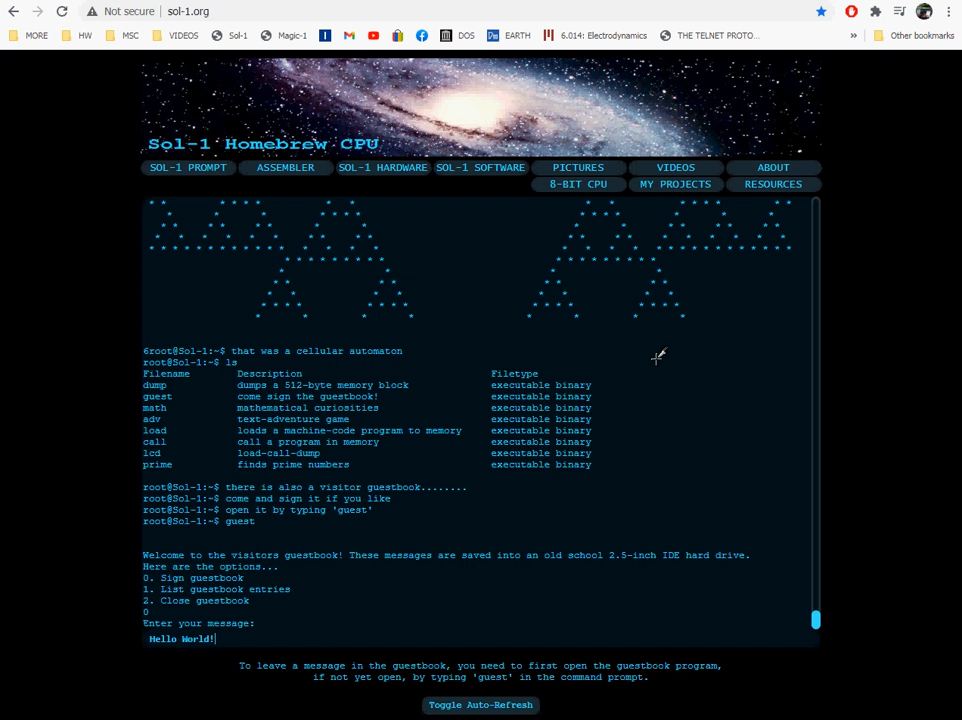 Not secure | sol-1.org
MORE HW MSC VIDEOS Sol-1 Magic-1 DOS EARTH 6.014: Electrodynamics THE TELNET PROTO... » Other bookmarks
Sol-1 Homebrew CPU
SOL-1 PROMPT ASSEMBLER SOL-1 HARDWARE SOL-1 SOFTWARE PICTURES VIDEOS ABOUT
8-BIT CPU MY PROJECTS RESOURCES
6root@Sol-1:~$ that was a cellular automaton
root@Sol-1:~$ ls
Filename Description Filetype
dump dumps a 512-byte memory block executable binary
guest come sign the guestbook! executable binary
math mathematical curiosities executable binary
adv text-adventure game executable binary
load loads a machine-code program to memory executable binary
call call a program in memory executable binary
lcd load-call-dump executable binary
prime finds prime numbers executable binary
root@Sol-1:~$ there is also a visitor guestbook........
root@Sol-1:~$ come and sign it if you like
root@Sol-1:~$ open it by typing 'guest'
root@Sol-1:~$ guest
Welcome to the visitors guestbook! These messages are saved into an old school 2.5-inch IDE hard drive.
Here are the options...
0. Sign guestbook
1. List guestbook entries
2. Close guestbook
0
Enter your message:
Hello World!
To leave a message in the guestbook, you need to first open the guestbook program,
if not yet open, by typing 'guest' in the command prompt.
Toggle Auto-Refresh